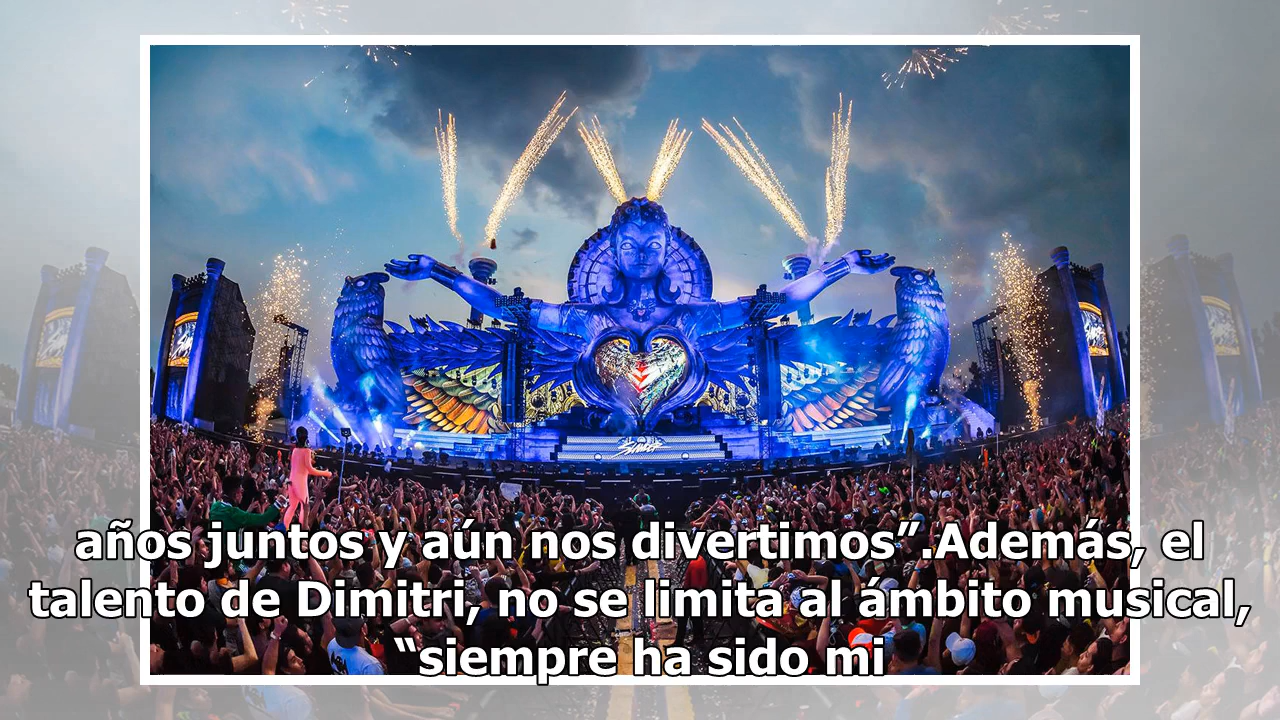 años juntos y aún nos divertimos”.Además, el
talento de Dimitri, no se limita al ámbito musical,
“siempre ha sido mi